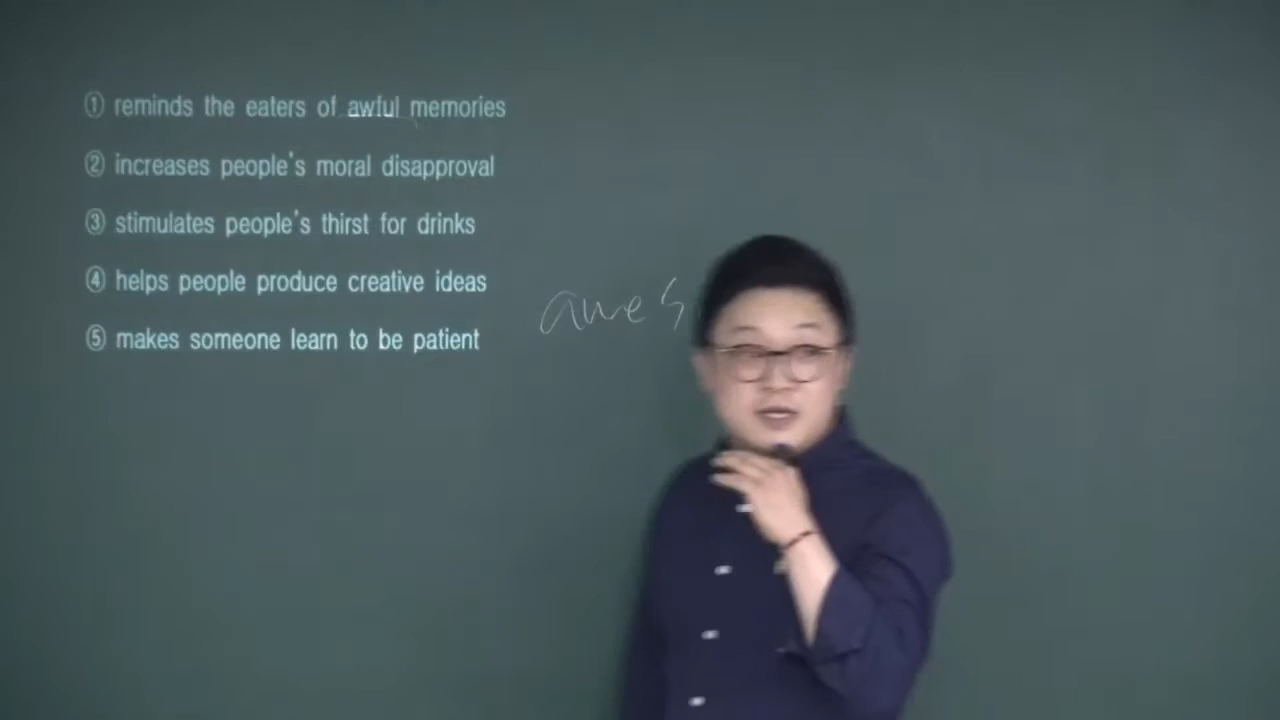 ① reminds the eaters of awful memories
② increases people's moral disapproval
③ stimulates people's thirst for drinks
④ helps people produce creative ideas
⑤ makes someone learn to be patient